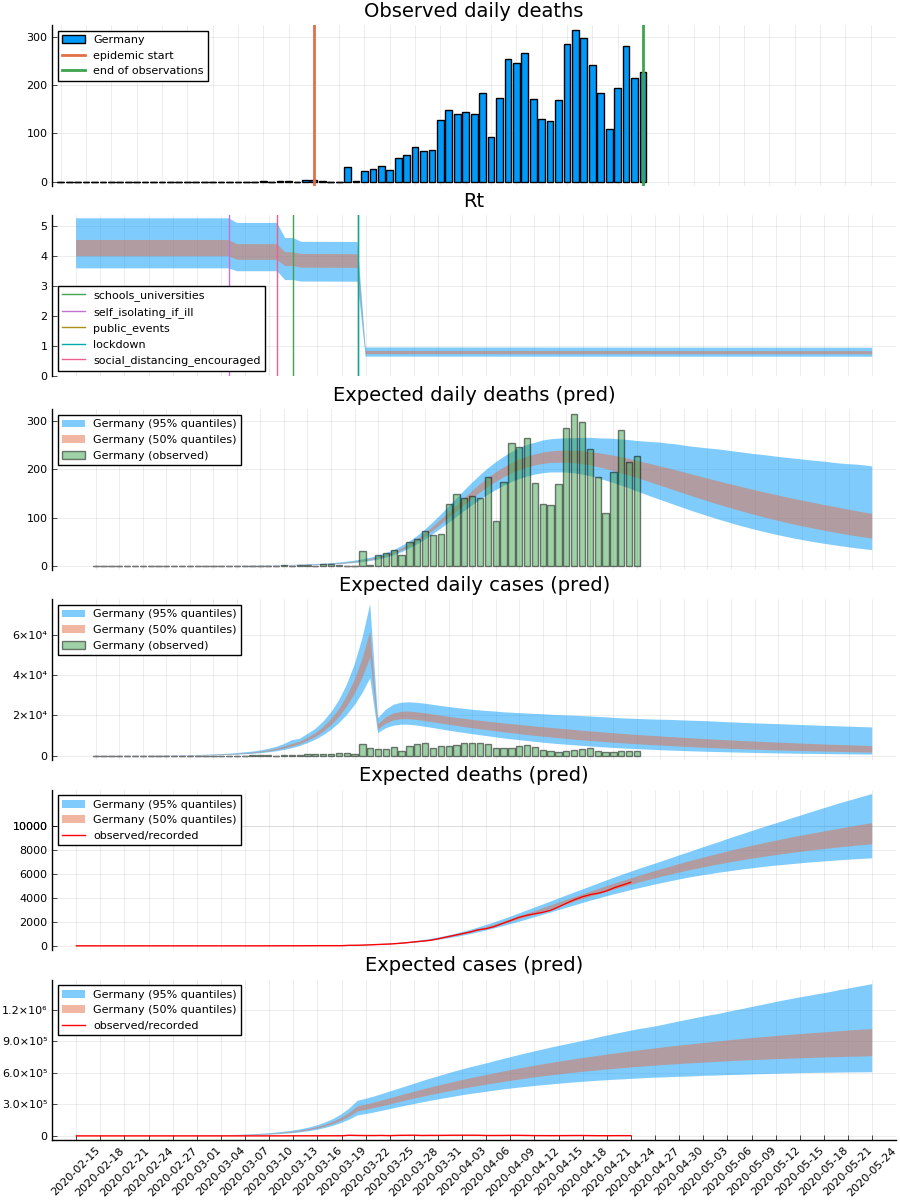 Observed daily deaths
300
200
100
0
Germany
epidemic start
end of observations
Rt
5
4
3
2
1
0
schools_universities
self_isolating_if_ill
public_events
lockdown
social_distancing_encouraged
Expected daily deaths (pred)
300
200
100
0
Germany (95% quantiles)
Germany (50% quantiles)
Germany (observed)
Expected daily cases (pred)
6×10⁴
4×10⁴
2×10⁴
0
Germany (95% quantiles)
Germany (50% quantiles)
Germany (observed)
Expected deaths (pred)
10000
8000
6000
4000
2000
0
Germany (95% quantiles)
Germany (50% quantiles)
observed/recorded
Expected cases (pred)
1.2×10⁶
9.0×10⁵
6.0×10⁵
3.0×10⁵
0
Germany (95% quantiles)
Germany (50% quantiles)
observed/recorded
2020-02-15
2020-02-18
2020-02-21
2020-02-24
2020-02-27
2020-03-01
2020-03-04
2020-03-07
2020-03-10
2020-03-13
2020-03-16
2020-03-19
2020-03-22
2020-03-25
2020-03-28
2020-03-31
2020-04-03
2020-04-06
2020-04-09
2020-04-12
2020-04-15
2020-04-18
2020-04-21
2020-04-24
2020-04-27
2020-04-30
2020-05-03
2020-05-06
2020-05-09
2020-05-12
2020-05-15
2020-05-18
2020-05-21
2020-05-24